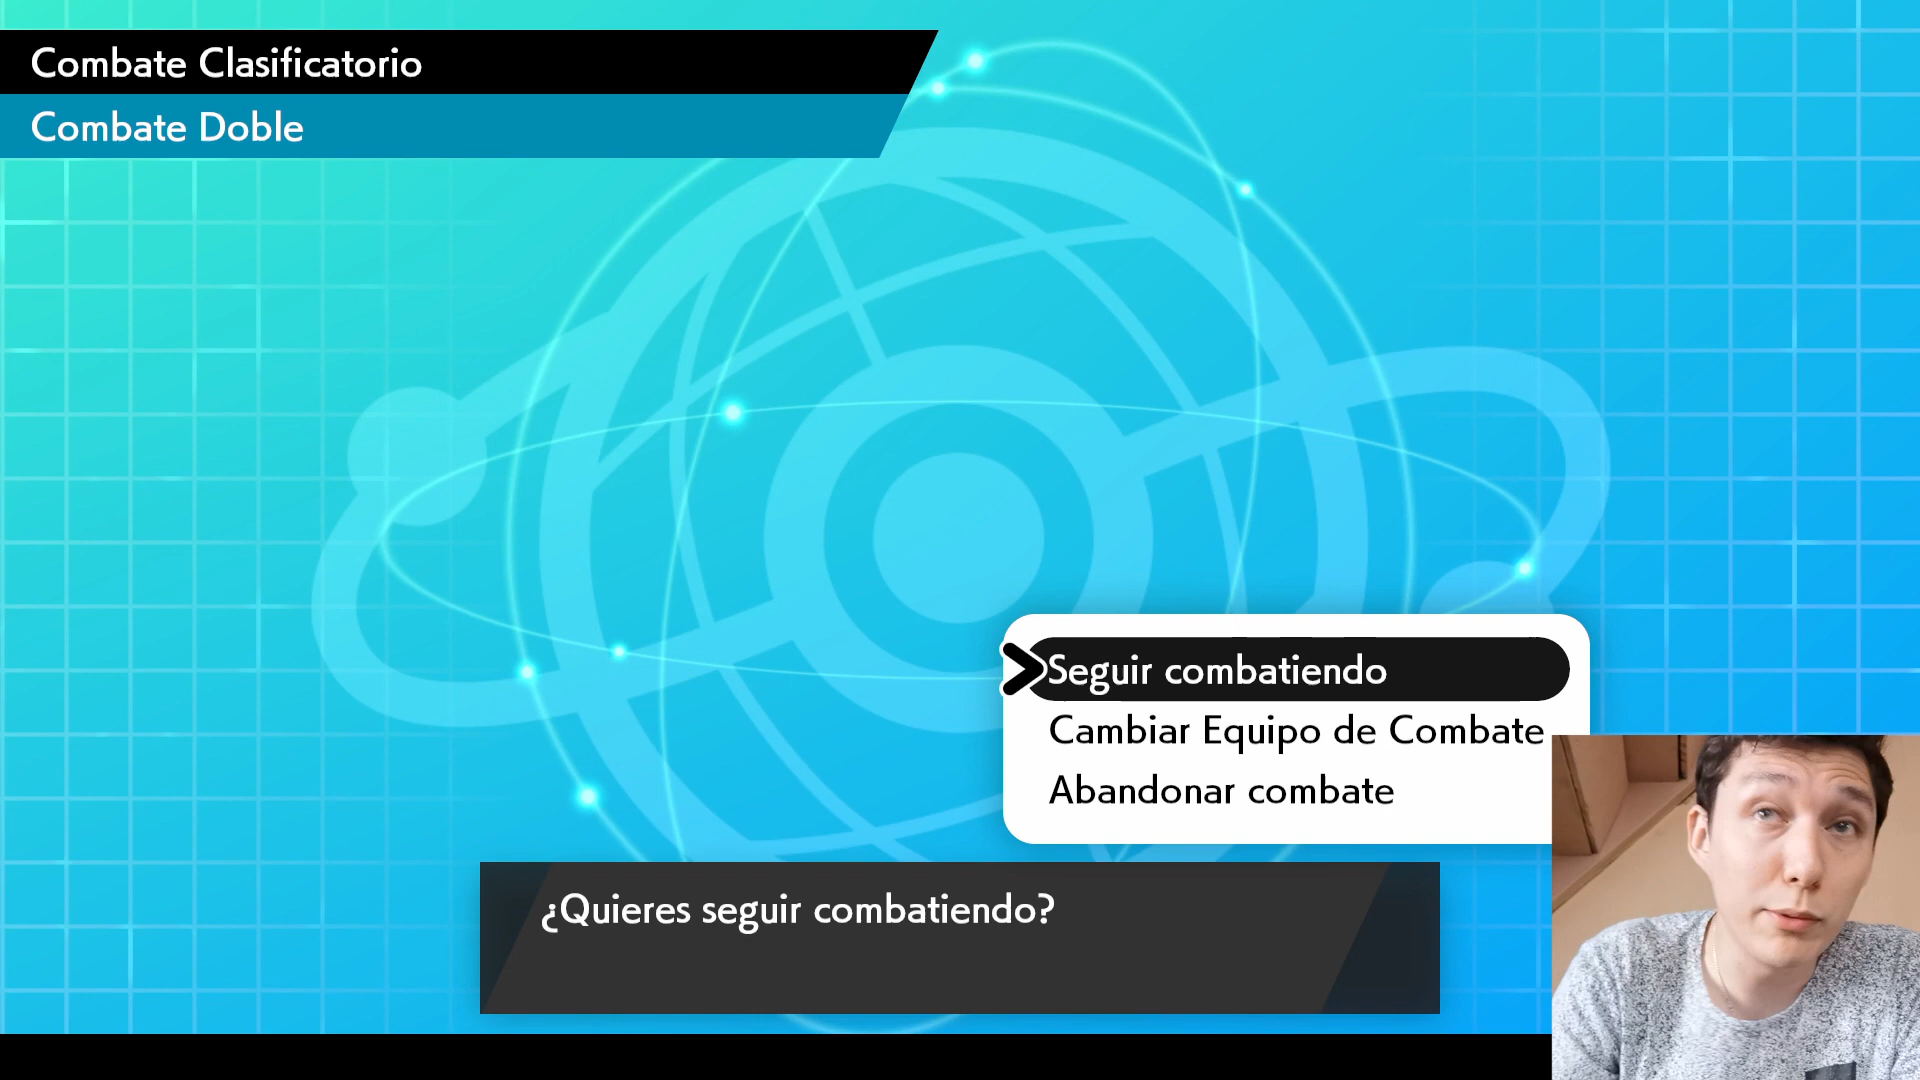 Combate Clasificatorio
Combate Doble
Seguir combatiendo
Cambiar Equipo de Combate
Abandonar combate
¿Quieres seguir combatiendo?